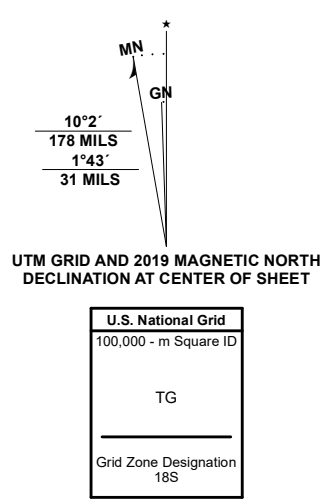 MN
GN
10°2´
178 MILS
1°43´
31 MILS
UTM GRID AND 2019 MAGNETIC NORTH
DECLINATION AT CENTER OF SHEET
U.S. National Grid
100,000 - m Square ID
TG
Grid Zone Designation
18S